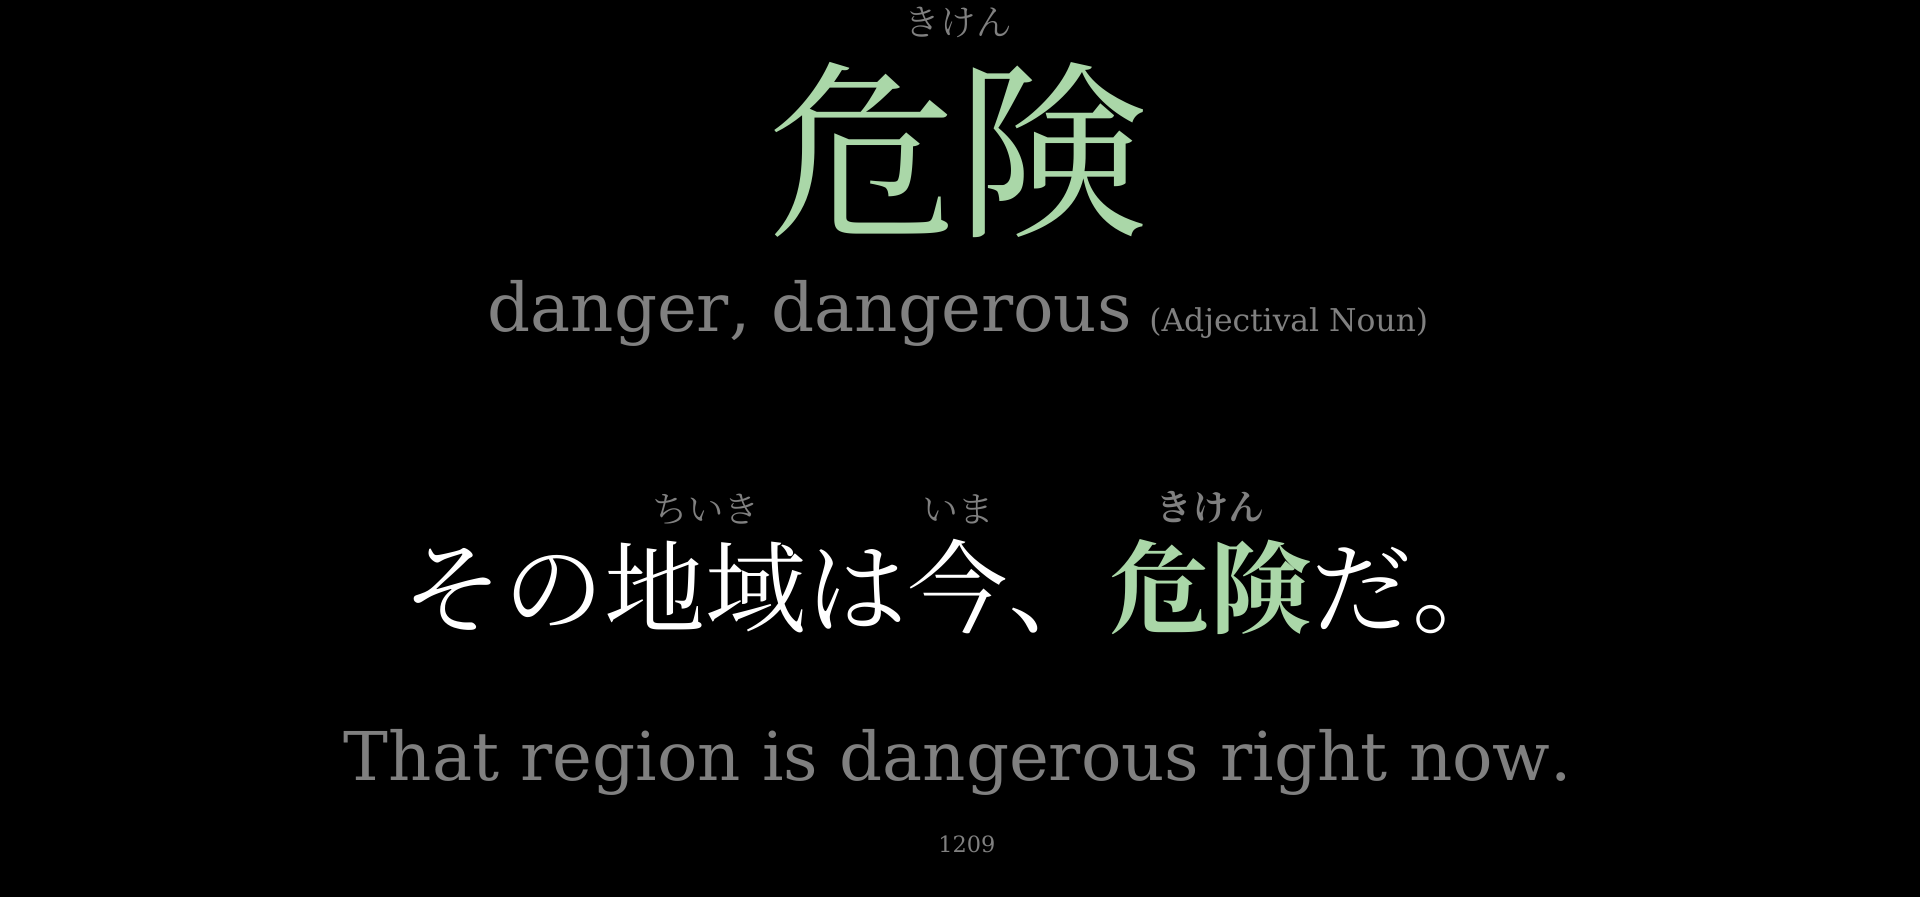 きけん
危険
danger, dangerous (Adjectival Noun)
ちいき いま きけん
その地域は今、危険だ。
That region is dangerous right now.
1209